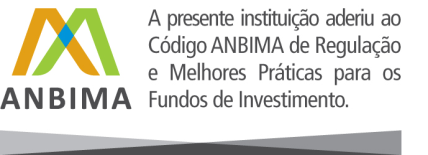 A presente instituição aderiu ao
Código ANBIMA de Regulação
e Melhores Práticas para os
Fundos de Investimento.
ANBIMA